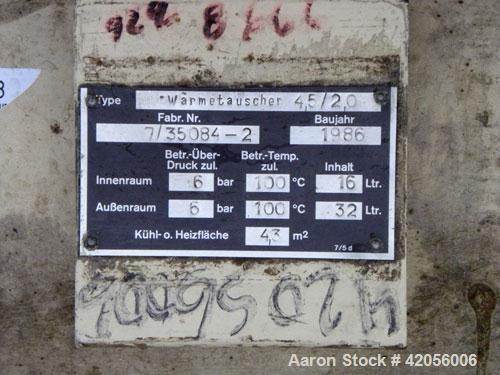 Type Wärmetauscher 4,5/2,0
Fabr. Nr. Baujahr
7/35084-2 1986
Betr.-Über- Betr.-Temp.
Druck zul. zul. Inhalt
Innenraum 6 bar 100 °C 16 Ltr.
Außenraum 6 bar 100 °C 32 Ltr.
Kühl- o. Heizfläche 4,3 m²
7/5 d
42056006
Aaron Stock # 42056006